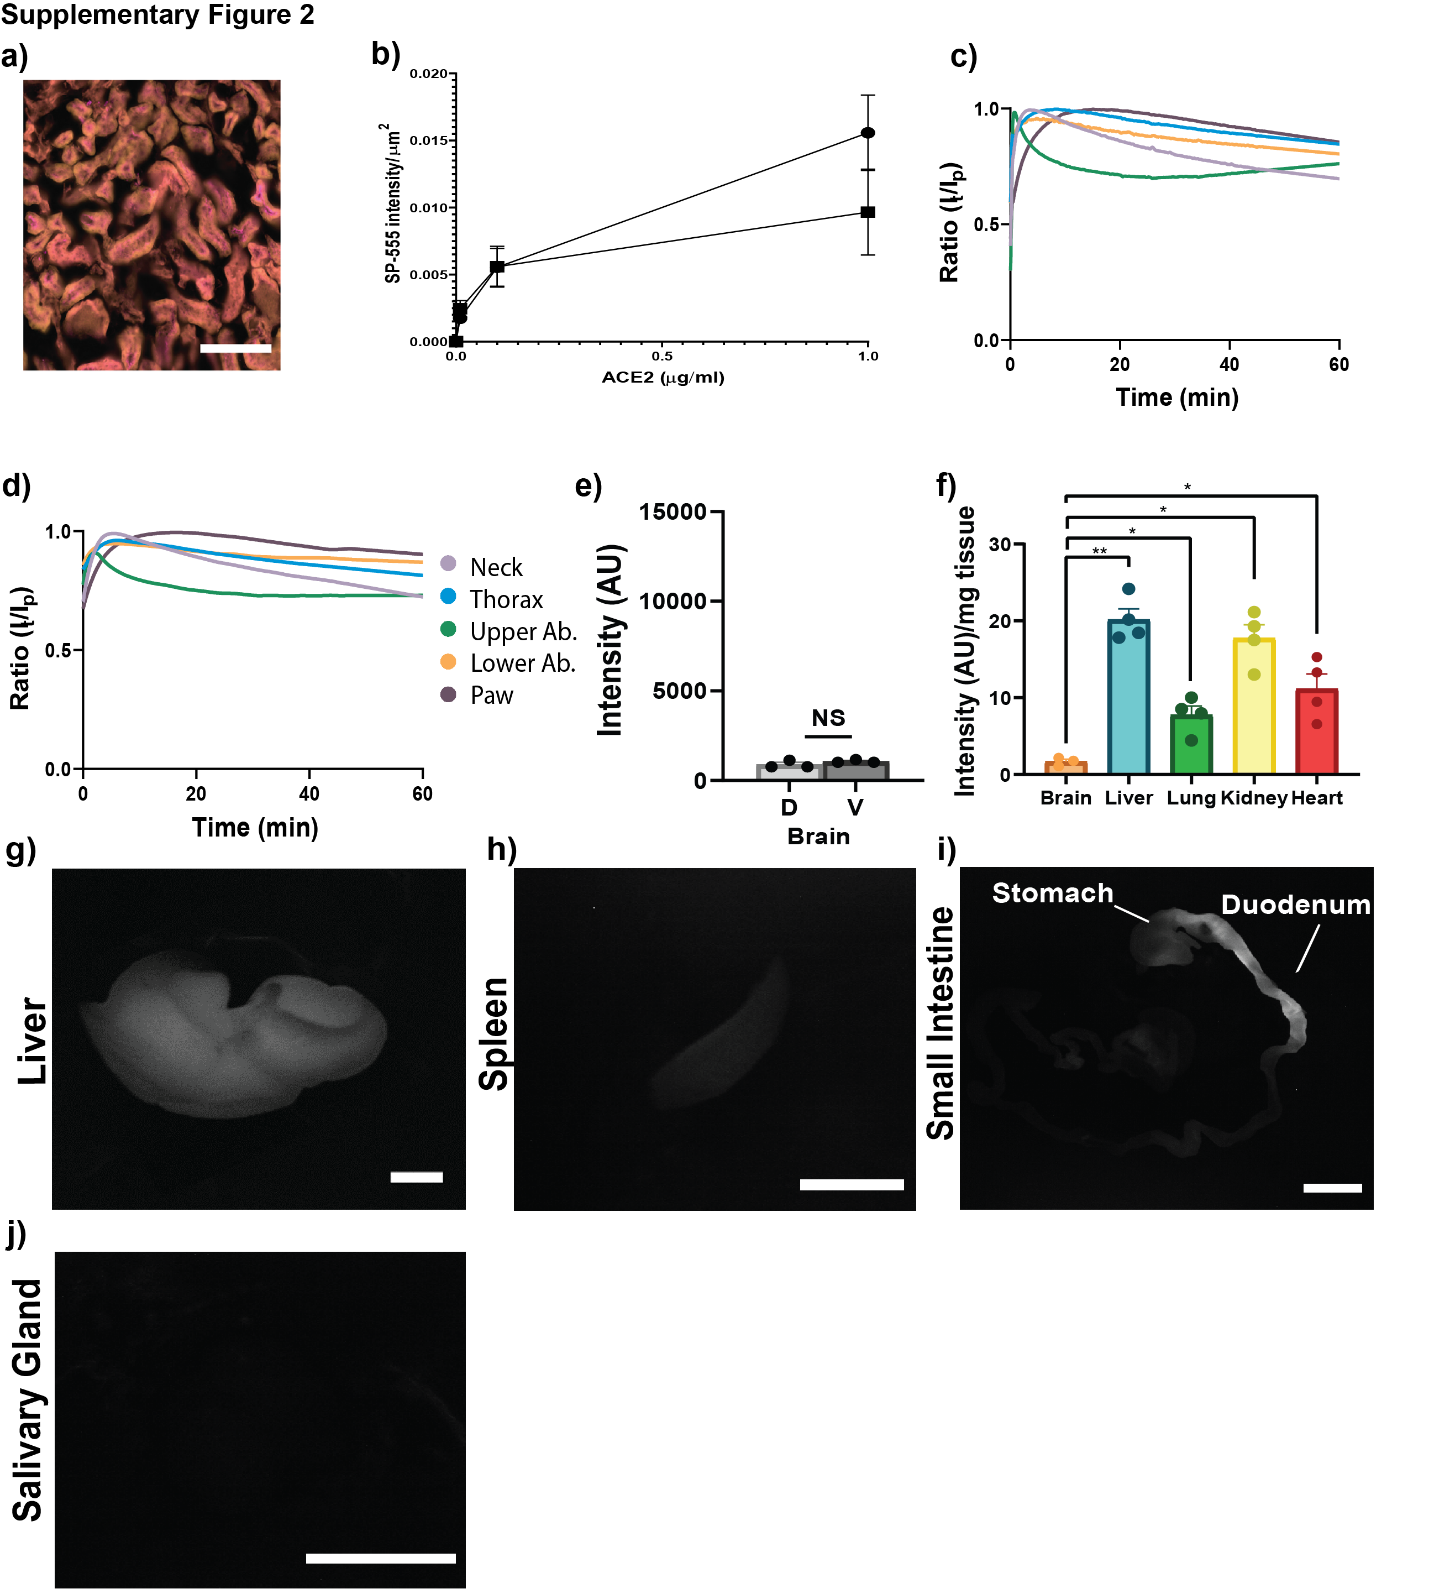 Supplementary Figure 2
a)
b)
0.020
0.015
0.010
0.005
0.000
SP-555 intensity/μm²
0.0
0.5
1.0
ACE2 (μg/ml)
c)
1.0
0.5
0.0
Ratio (Iₜ/Iₚ)
0
20
40
60
Time (min)
d)
1.0
0.5
0.0
Ratio (Iₜ/Iₚ)
0
20
40
60
Time (min)
Neck
Thorax
Upper Ab.
Lower Ab.
Paw
e)
15000
10000
5000
0
Intensity (AU)
NS
D
V
Brain
f)
30
20
10
0
Intensity (AU)/mg tissue
*
*
*
**
Brain
Liver
Lung
Kidney
Heart
g)
Liver
h)
Spleen
i)
Small Intestine
Stomach
Duodenum
j)
Salivary Gland